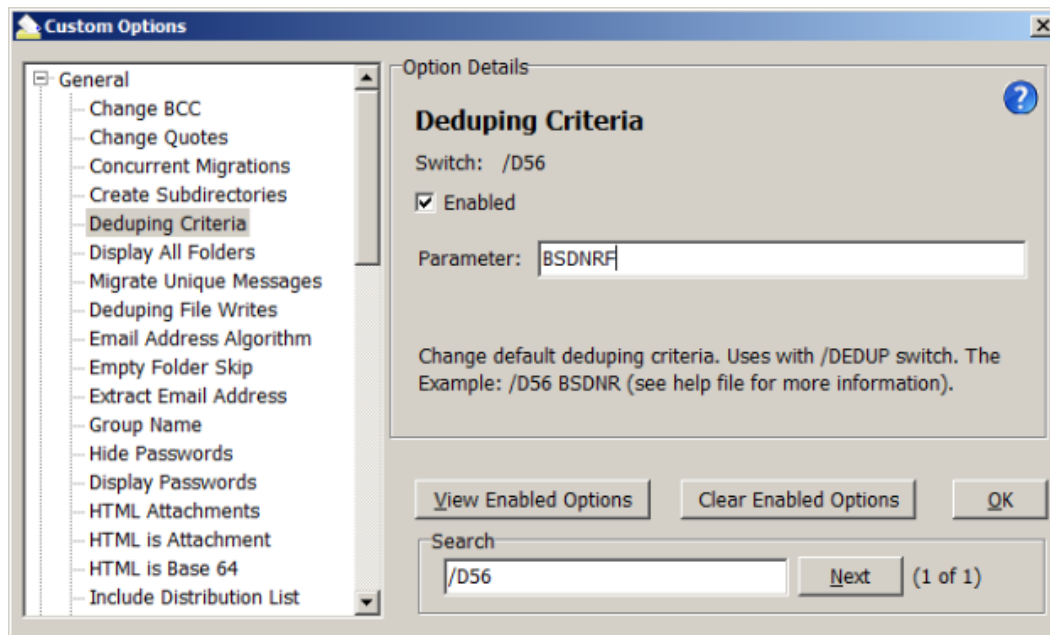 Custom Options
General
Change BCC
Change Quotes
Concurrent Migrations
Create Subdirectories
Deduping Criteria
Display All Folders
Migrate Unique Messages
Deduping File Writes
Email Address Algorithm
Empty Folder Skip
Extract Email Address
Group Name
Hide Passwords
Display Passwords
HTML Attachments
HTML is Attachment
HTML is Base 64
Include Distribution List
Option Details
Deduping Criteria
Switch: /D56
Enabled
Parameter: BSDNRF
Change default deduping criteria. Uses with /DEDUP switch. The
Example: /D56 BSDNR (see help file for more information).
View Enabled Options Clear Enabled Options OK
Search
/D56 Next (1 of 1)